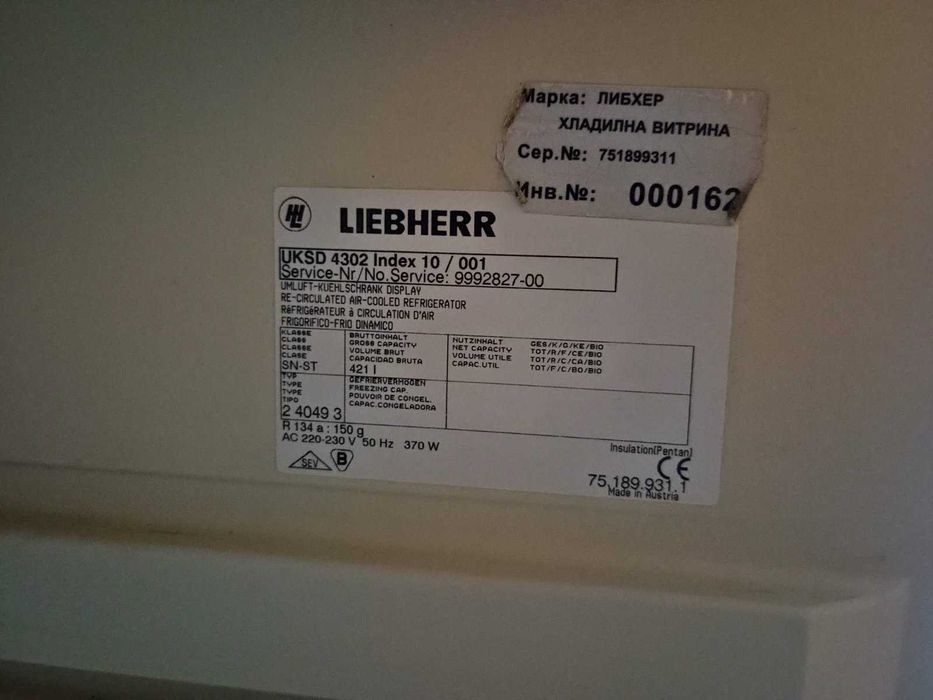 Марка: ЛИБХЕР
ХЛАДИЛНА ВИТРИНА
Сер.№: 751899311
Инв.№: 000162
LIEBHERR
UKSD 4302 Index 10 / 001
Service-Nr/No.Service: 9992827-00
UMLUFT-KUEHLSCHRANK DISPLAY
RE-CIRCULATED AIR-COOLED REFRIGERATOR
RéFRIGéRATEUR à CIRCULATION D'AIR
FRIGORIFICO-FRIO DINAMICO
KLASSE
CLASS
CLASSE
CLASE
SN-ST
BRUTTOINHALT
GROSS CAPACITY
VOLUME BRUT
CAPACIDAD BRUTA
421 l
NUTZINHALT
NET CAPACITY
VOLUME UTILE
CAPAC.UTIL
GES/K/G/KE/BIO
TOT/R/F/CE/BIO
TOT/R/C/CA/BIO
TOT/F/C/BO/BIO
TYP
TYPE
TYPE
TIPO
2 4049 3
GEFRIERVERMOGEN
FREEZING CAP.
POUVOIR DE CONGEL.
CAPAC.CONGELADORA
R 134 a : 150 g
AC 220-230 V 50 Hz 370 W
SEV
B
Insulation(Pentan)
CE
75.189.931.1
Made in Austria